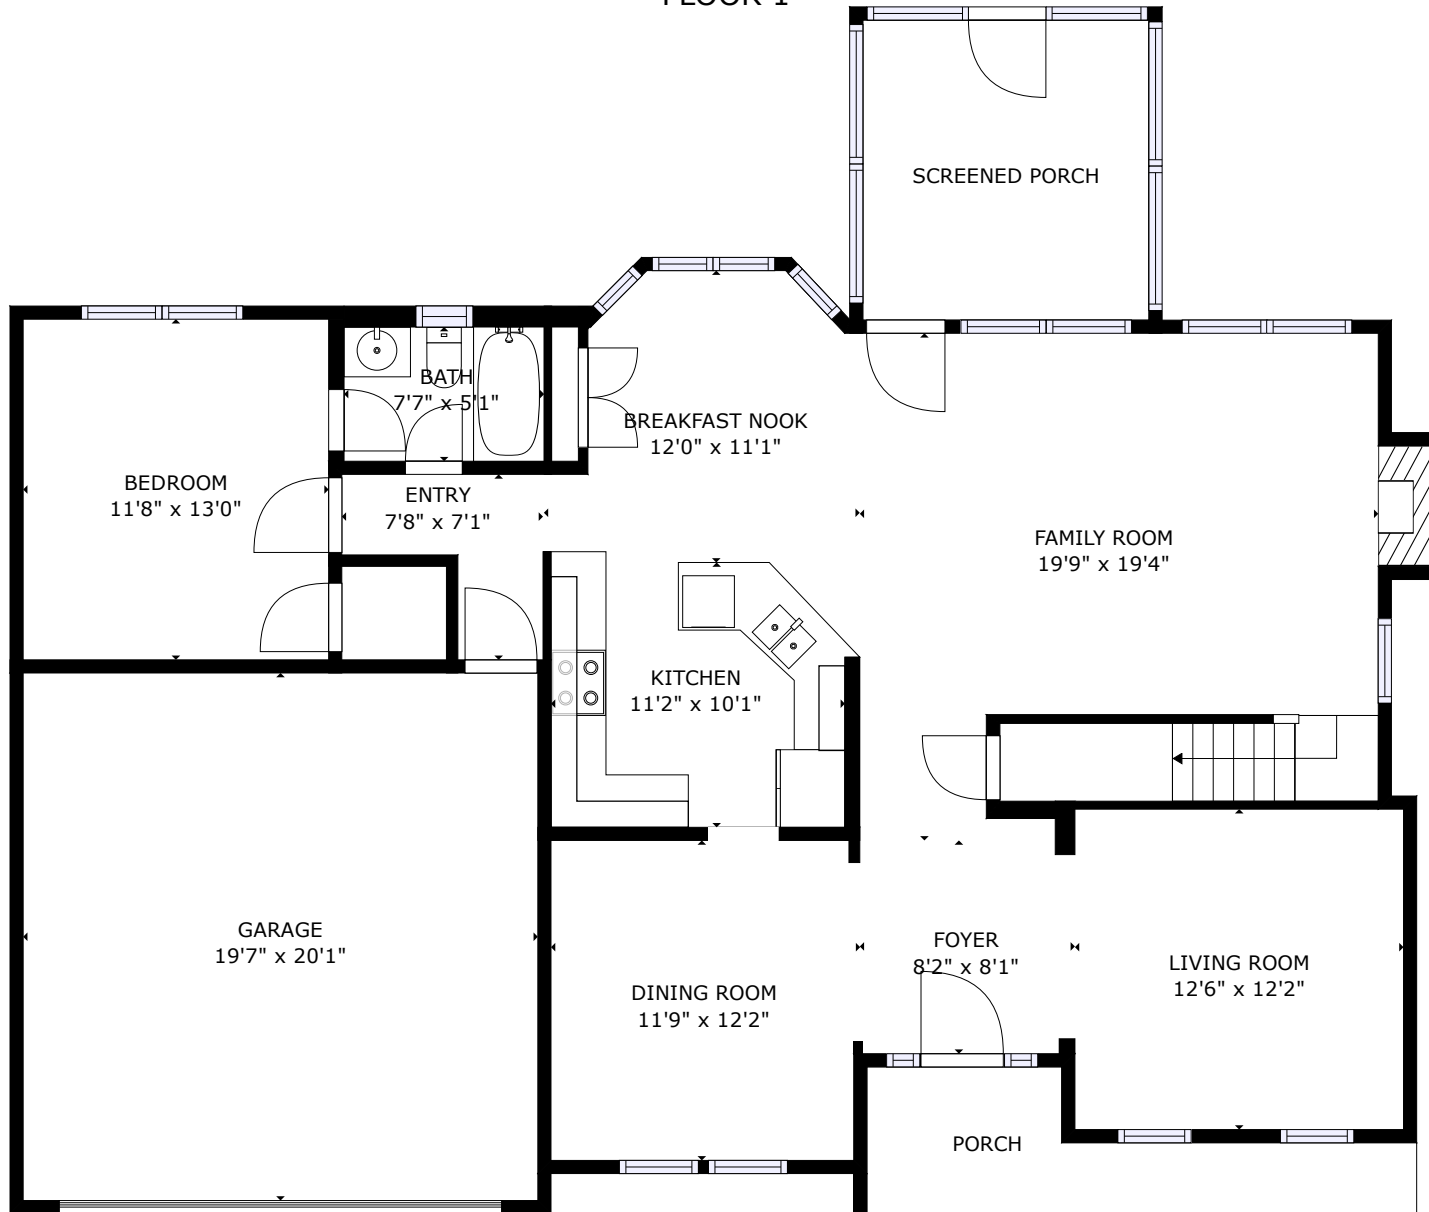 FLOOR 1
SCREENED PORCH
BATH
7'7" x 5'1"
BREAKFAST NOOK
12'0" x 11'1"
BEDROOM
11'8" x 13'0"
ENTRY
7'8" x 7'1"
FAMILY ROOM
19'9" x 19'4"
KITCHEN
11'2" x 10'1"
GARAGE
19'7" x 20'1"
FOYER
8'2" x 8'1"
LIVING ROOM
12'6" x 12'2"
DINING ROOM
11'9" x 12'2"
PORCH